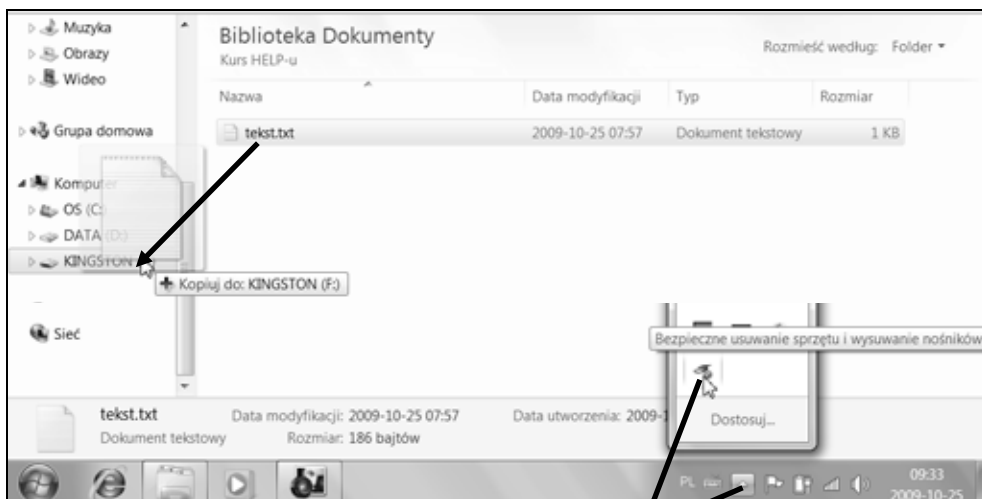 Muzyka
Obrazy
Wideo
Grupa domowa
Komputer
OS (C:
DATA (D:)
KINGSTON
Sieć
Biblioteka Dokumenty
Kurs HELP-u
Rozmieść według: Folder
Nazwa Data modyfikacji Typ Rozmiar
tekst.txt 2009-10-25 07:57 Dokument tekstowy 1 KB
Kopiuj do: KINGSTON (F:)
Bezpieczne usuwanie sprzętu i wysuwanie nośników
Dostosuj...
tekst.txt Data modyfikacji: 2009-10-25 07:57 Data utworzenia: 2009-1
Dokument tekstowy Rozmiar: 186 bajtów
PL 09:33
2009-10-25